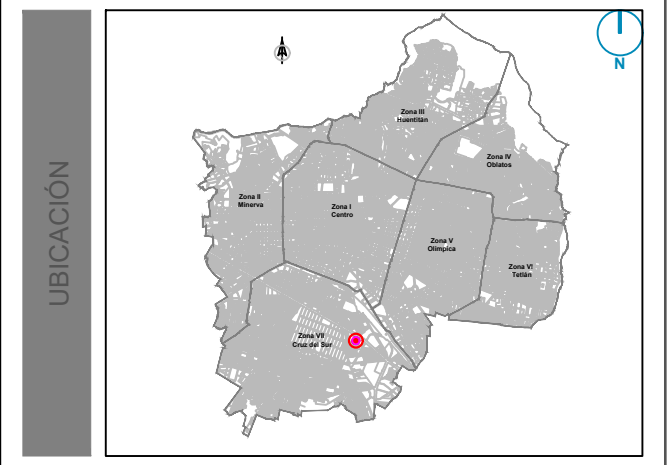 UBICACIÓN
N
Zona III
Huentitán
Zona IV
Oblatos
Zona II
Minerva
Zona I
Centro
Zona V
Olímpica
Zona VI
Tetlán
Zona VII
Cruz del Sur